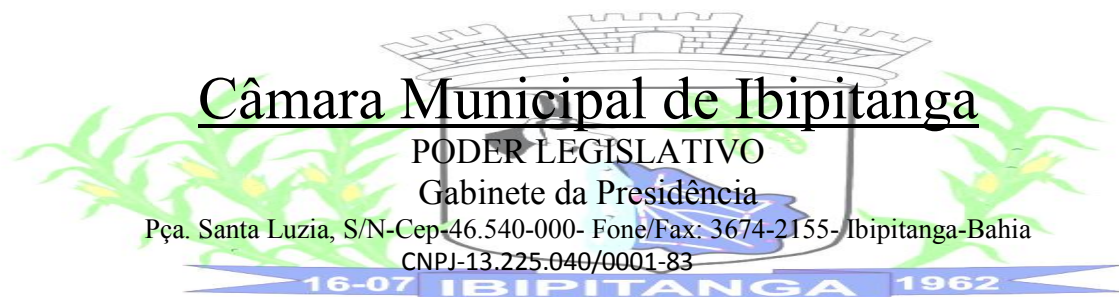 Câmara Municipal de Ibipitanga
PODER LEGISLATIVO
Gabinete da Presidência
Pça. Santa Luzia, S/N-Cep-46.540-000- Fone/Fax: 3674-2155- Ibipitanga-Bahia
CNPJ-13.225.040/0001-83
16-07 IBIPITANGA 1962